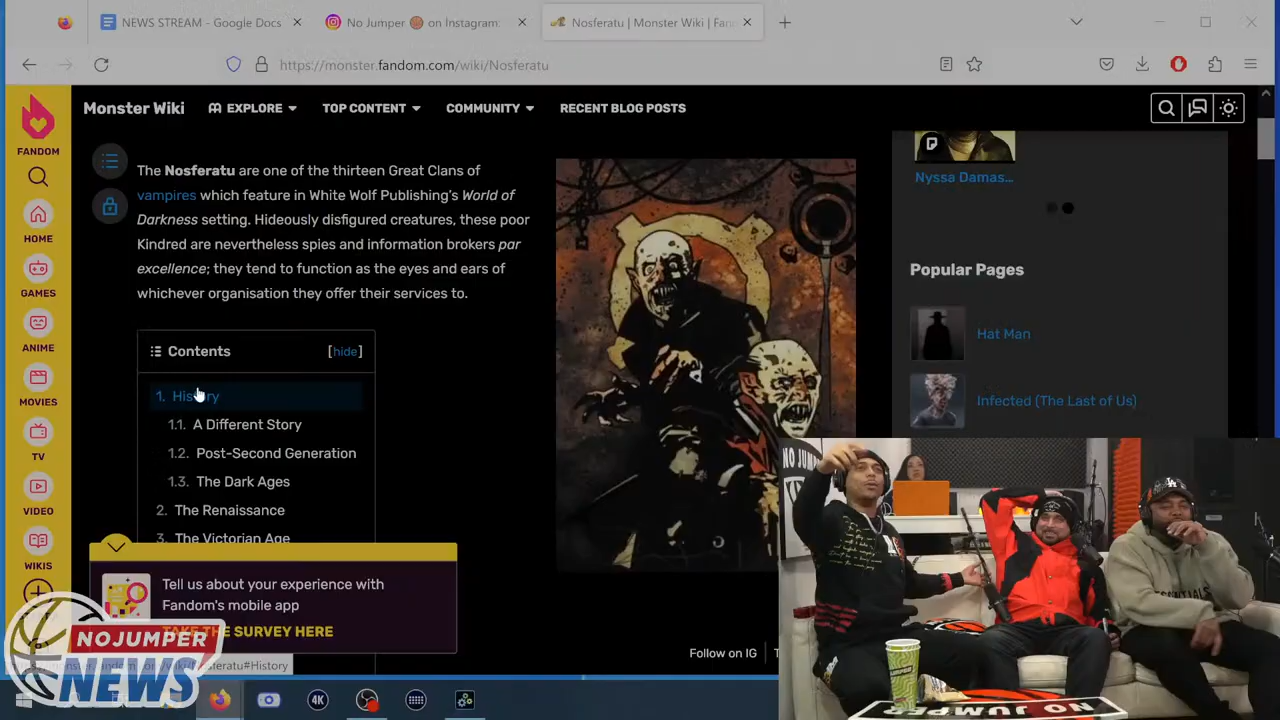 NEWS STREAM - Google Docs
No Jumper on Instagram:
Nosferatu | Monster Wiki | Fan
https://monster.fandom.com/wiki/Nosferatu
FANDOM
HOME
GAMES
ANIME
MOVIES
TV
VIDEO
WIKIS
Monster Wiki
EXPLORE
TOP CONTENT
COMMUNITY
RECENT BLOG POSTS
The Nosferatu are one of the thirteen Great Clans of
vampires which feature in White Wolf Publishing's World of
Darkness setting. Hideously disfigured creatures, these poor
Kindred are nevertheless spies and information brokers par
excellence; they tend to function as the eyes and ears of
whichever organisation they offer their services to.
Contents [hide]
1. History
1.1. A Different Story
1.2. Post-Second Generation
1.3. The Dark Ages
2. The Renaissance
3. The Victorian Age
Tell us about your experience with
Fandom's mobile app
TAKE THE SURVEY HERE
Nyssa Damas...
Popular Pages
Hat Man
Infected (The Last of Us)
Follow on IG
NO JUMPER
LA
ESSENTIALS
NO JUMPER
NOJUMPER
NEWS
4K